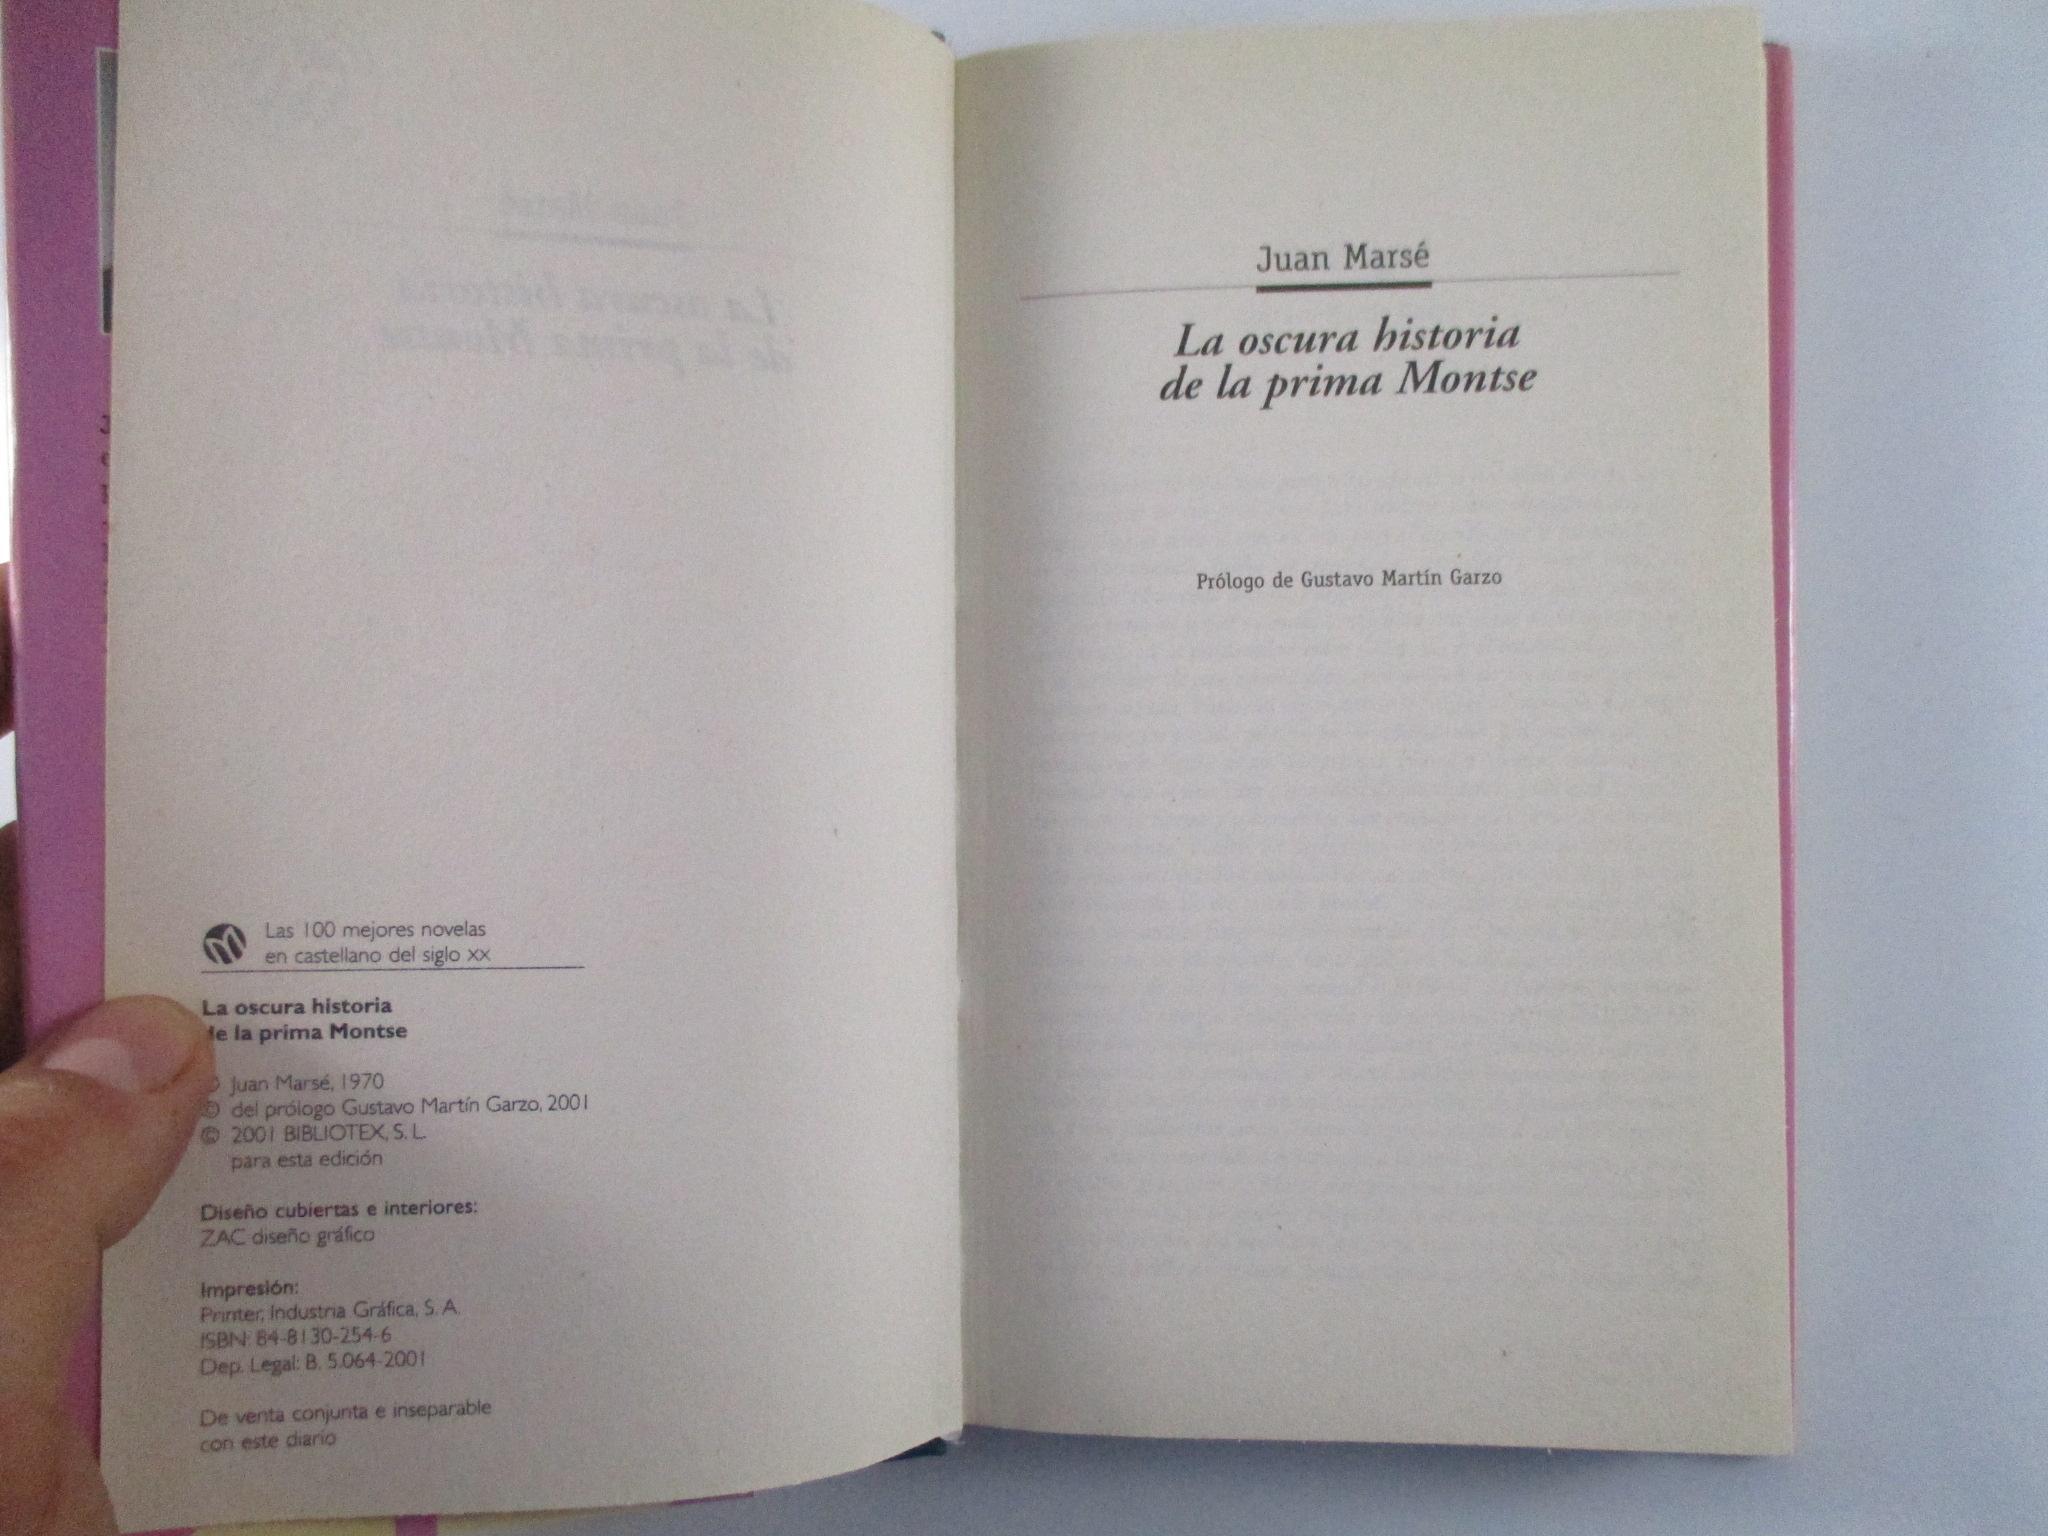 Las 100 mejores novelas
en castellano del siglo XX
La oscura historia
de la prima Montse
Juan Marsé, 1970
© del prólogo Gustavo Martín Garzo, 2001
© 2001 BIBLIOTEX, S. L.
para esta edición
Diseño cubiertas e interiores:
ZAC diseño gráfico
Impresión:
Printer, Industria Gráfica, S. A.
ISBN: 84-8130-254-6
Dep. Legal: B. 5.064-2001
De venta conjunta e inseparable
con este diario
Juan Marsé
La oscura historia
de la prima Montse
Prólogo de Gustavo Martín Garzo